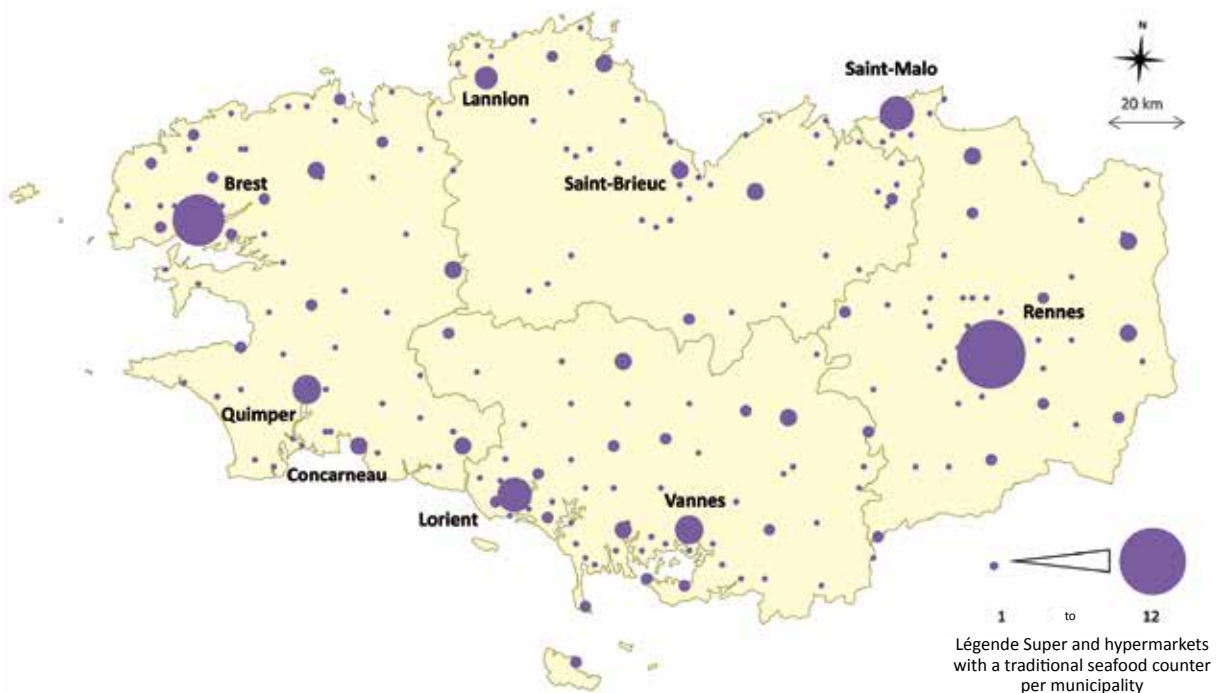 N
Saint-Malo
20 km
Lannion
Brest
Saint-Brieuc
Rennes
Quimper
Concarneau
Lorient
Vannes
1 to 12
Légende Super and hypermarkets
with a traditional seafood counter
per municipality